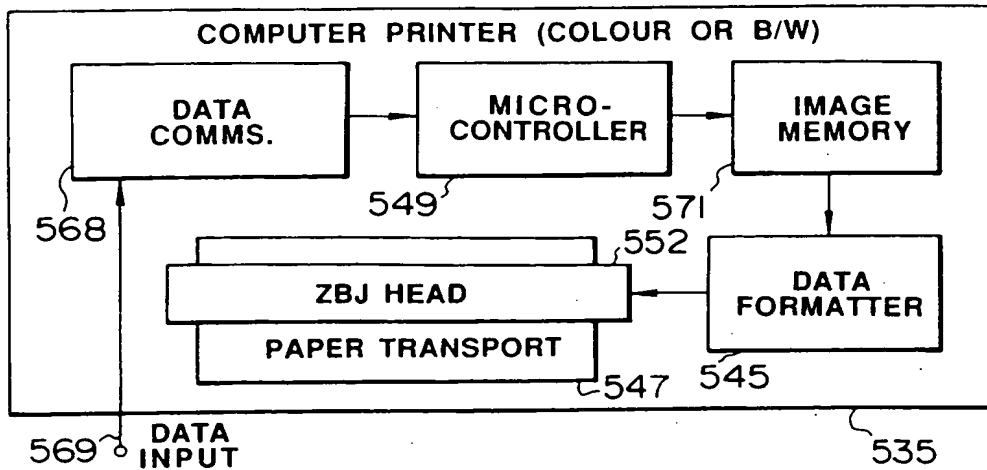 COMPUTER PRINTER (COLOUR OR B/W)
DATA
COMMS.
568
MICRO-
CONTROLLER
549
IMAGE
MEMORY
571
552
ZBJ HEAD
PAPER TRANSPORT
547
DATA
FORMATTER
545
569
DATA
INPUT
535